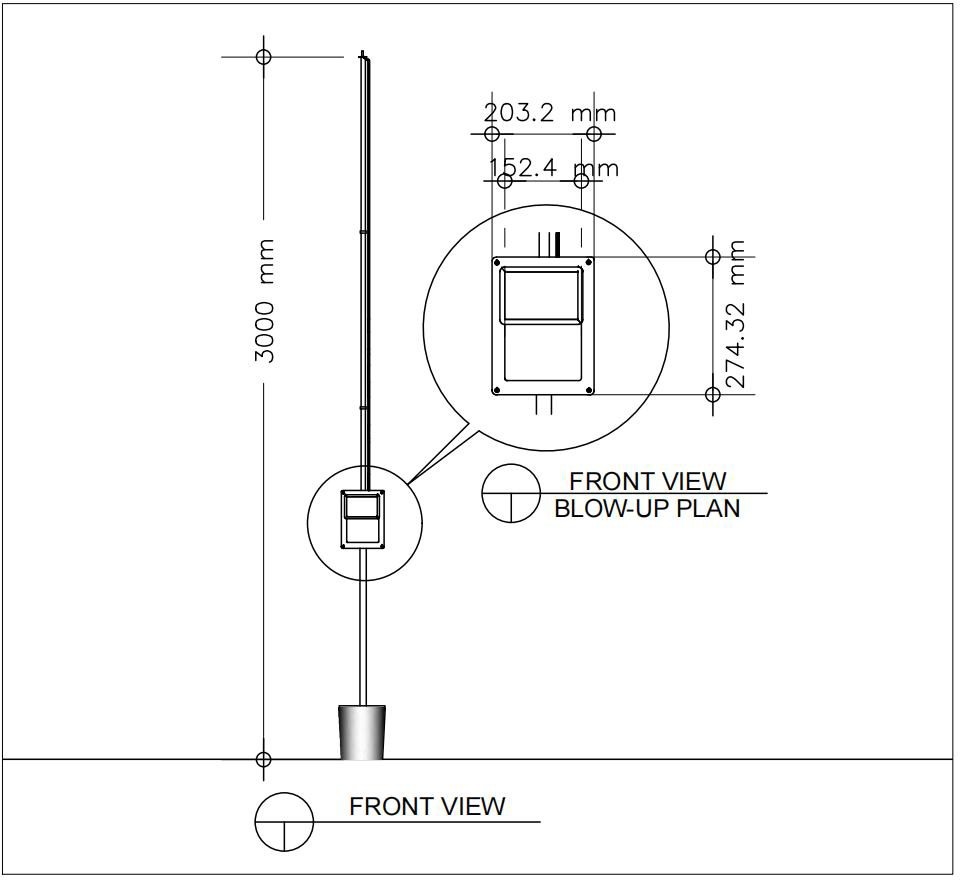 203.2 mm
152.4 mm
3000 mm
274.32 mm
FRONT VIEW
BLOW-UP PLAN
FRONT VIEW